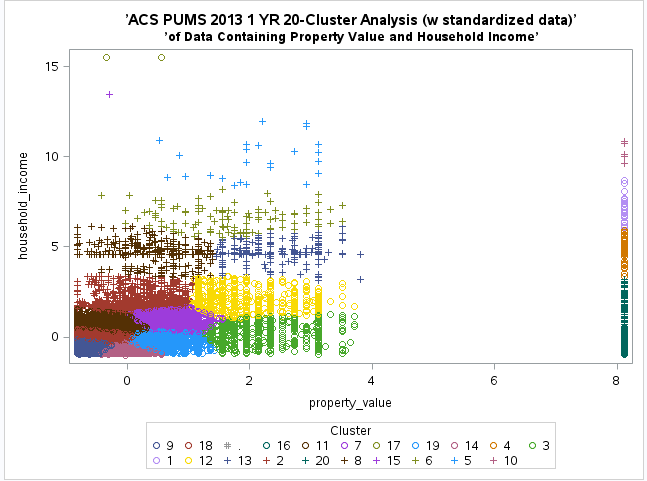 'ACS PUMS 2013 1 YR 20-Cluster Analysis (w standardized data)'
'of Data Containing Property Value and Household Income'
15
10
5
0
household_income
0 2 4 6 8
property_value
Cluster
9 18 . 16 11 7 17 19 14 4 3
1 12 13 2 20 8 15 6 5 10